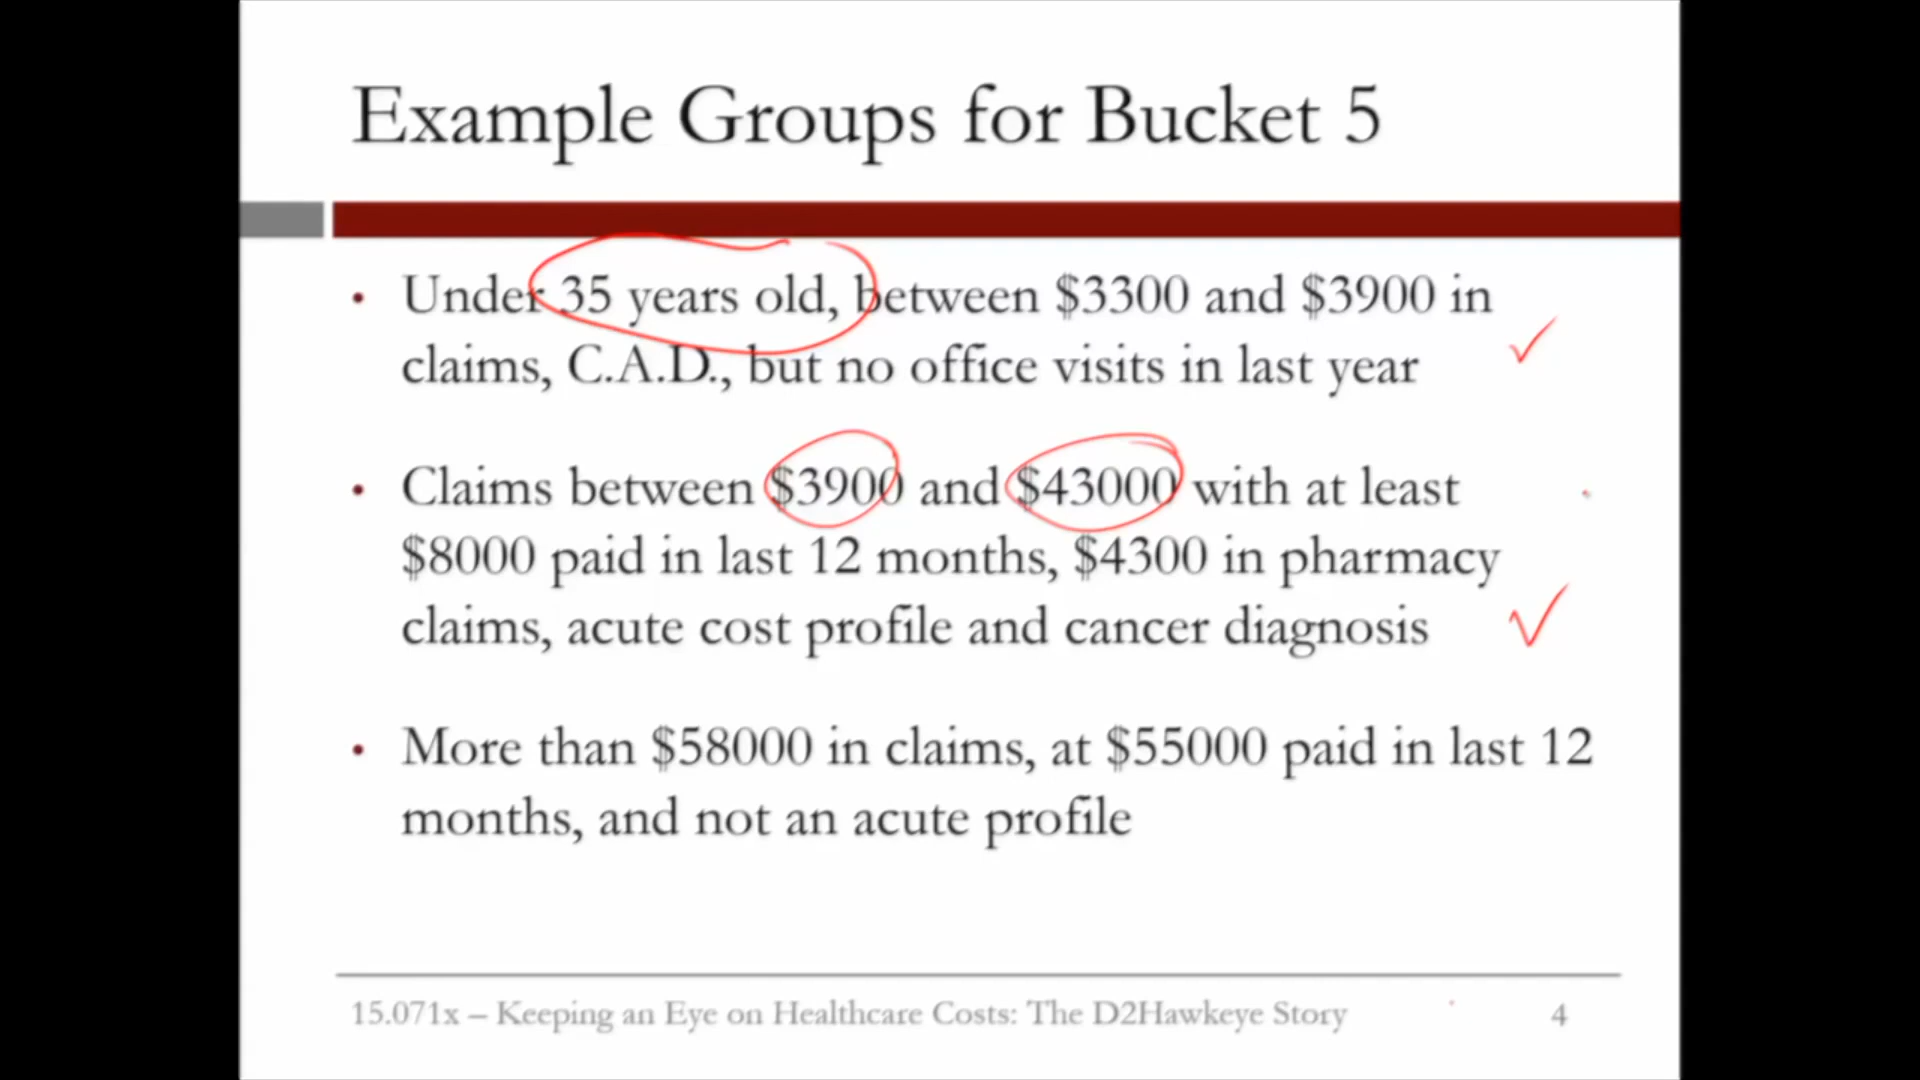 Example Groups for Bucket 5
• Under 35 years old, between $3300 and $3900 in
claims, C.A.D., but no office visits in last year
• Claims between $3900 and $43000 with at least
$8000 paid in last 12 months, $4300 in pharmacy
claims, acute cost profile and cancer diagnosis
• More than $58000 in claims, at $55000 paid in last 12
months, and not an acute profile
15.071x – Keeping an Eye on Healthcare Costs: The D2Hawkeye Story 4